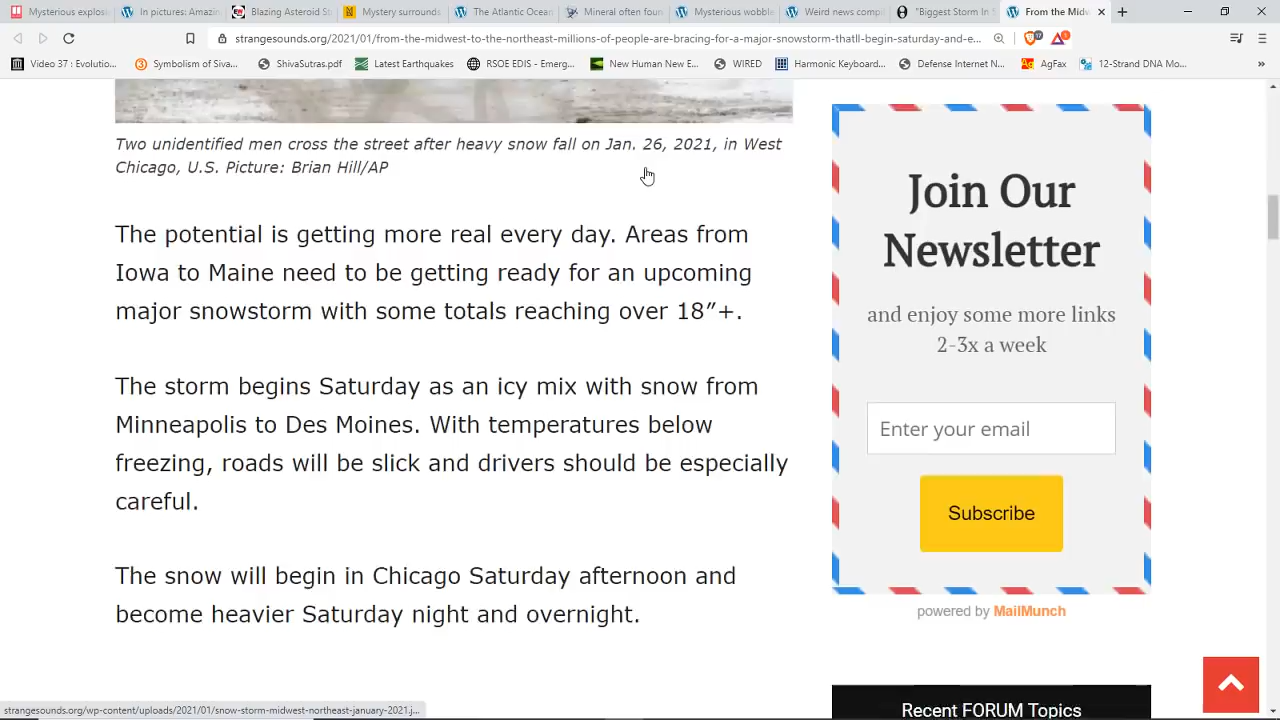 Mysterious explos
In pictures: Amazin
Blazing Asteroid St
Mystery surrounds
The Atlantic Ocean
Mineral often foun
Mysterious wobble
Weird news compi
"Biggest Storm In S
From the Midw
strangesounds.org/2021/01/from-the-midwest-to-the-northeast-millions-of-people-are-bracing-for-a-major-snowstorm-thatll-begin-saturday-and-e...
Video 37 : Evolutio...
Symbolism of Siva...
ShivaSutras.pdf
Latest Earthquakes
RSOE EDIS - Emerg...
New Human New E...
WIRED
Harmonic Keyboard...
Defense Internet N...
AgFax
12-Strand DNA Mo...
Two unidentified men cross the street after heavy snow fall on Jan. 26, 2021, in West
Chicago, U.S. Picture: Brian Hill/AP
The potential is getting more real every day. Areas from
Iowa to Maine need to be getting ready for an upcoming
major snowstorm with some totals reaching over 18″+.
The storm begins Saturday as an icy mix with snow from
Minneapolis to Des Moines. With temperatures below
freezing, roads will be slick and drivers should be especially
careful.
The snow will begin in Chicago Saturday afternoon and
become heavier Saturday night and overnight.
Join Our
Newsletter
and enjoy some more links
2-3x a week
Enter your email
Subscribe
powered by MailMunch
Recent FORUM Topics
strangesounds.org/wp-content/uploads/2021/01/snow-storm-midwest-northeast-january-2021.j...